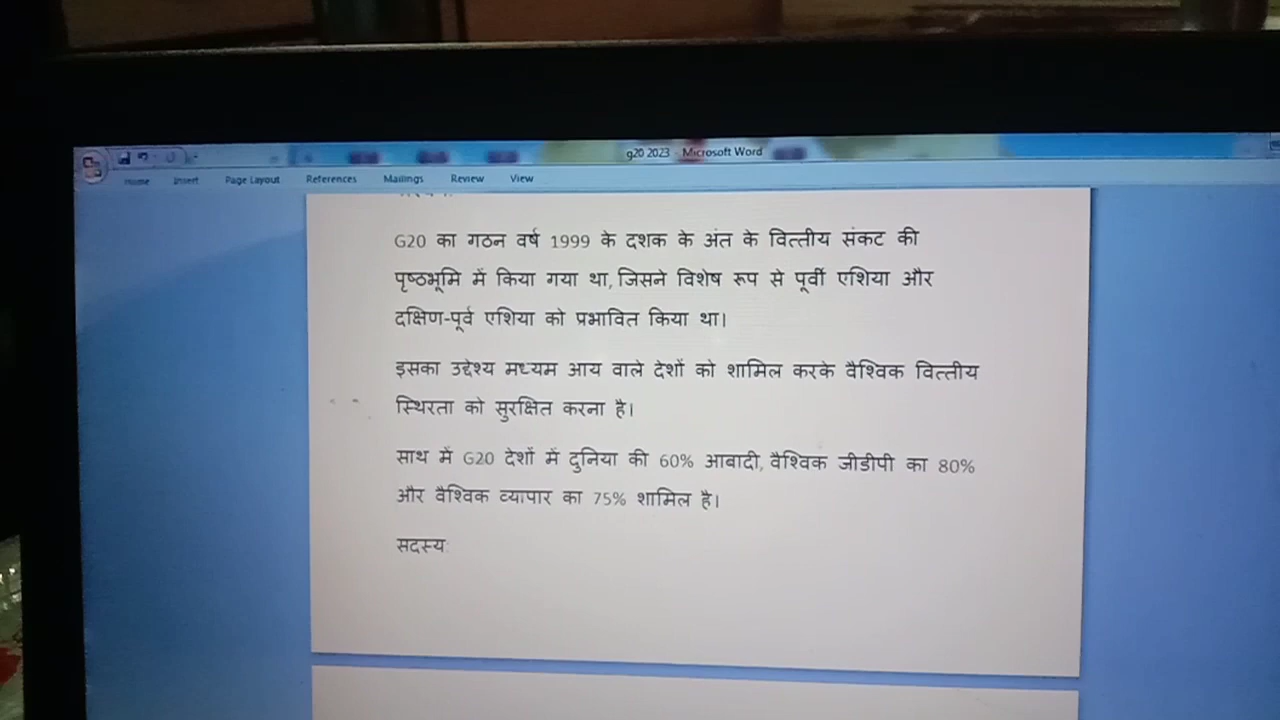 g20 2023 - Microsoft Word
Home Insert Page Layout References Mailings Review View
G20 का गठन वर्ष 1999 के दशक के अंत के वित्तीय संकट की
पृष्ठभूमि में किया गया था, जिसने विशेष रूप से पूर्वी एशिया और
दक्षिण-पूर्व एशिया को प्रभावित किया था।
इसका उद्देश्य मध्यम आय वाले देशों को शामिल करके वैश्विक वित्तीय
स्थिरता को सुरक्षित करना है।
साथ में G20 देशों में दुनिया की 60% आबादी, वैश्विक जीडीपी का 80%
और वैश्विक व्यापार का 75% शामिल है।
सदस्य: